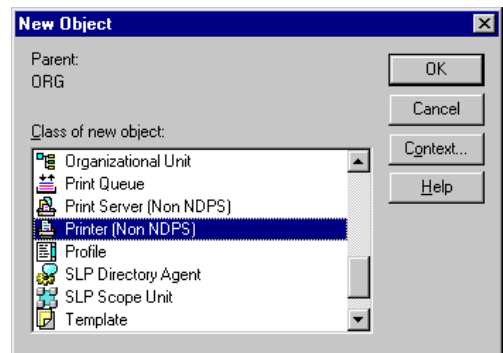 New Object
Parent:
ORG
Class of new object:
Organizational Unit
Print Queue
Print Server (Non NDPS)
Printer (Non NDPS)
Profile
SLP Directory Agent
SLP Scope Unit
Template
OK
Cancel
Context...
Help